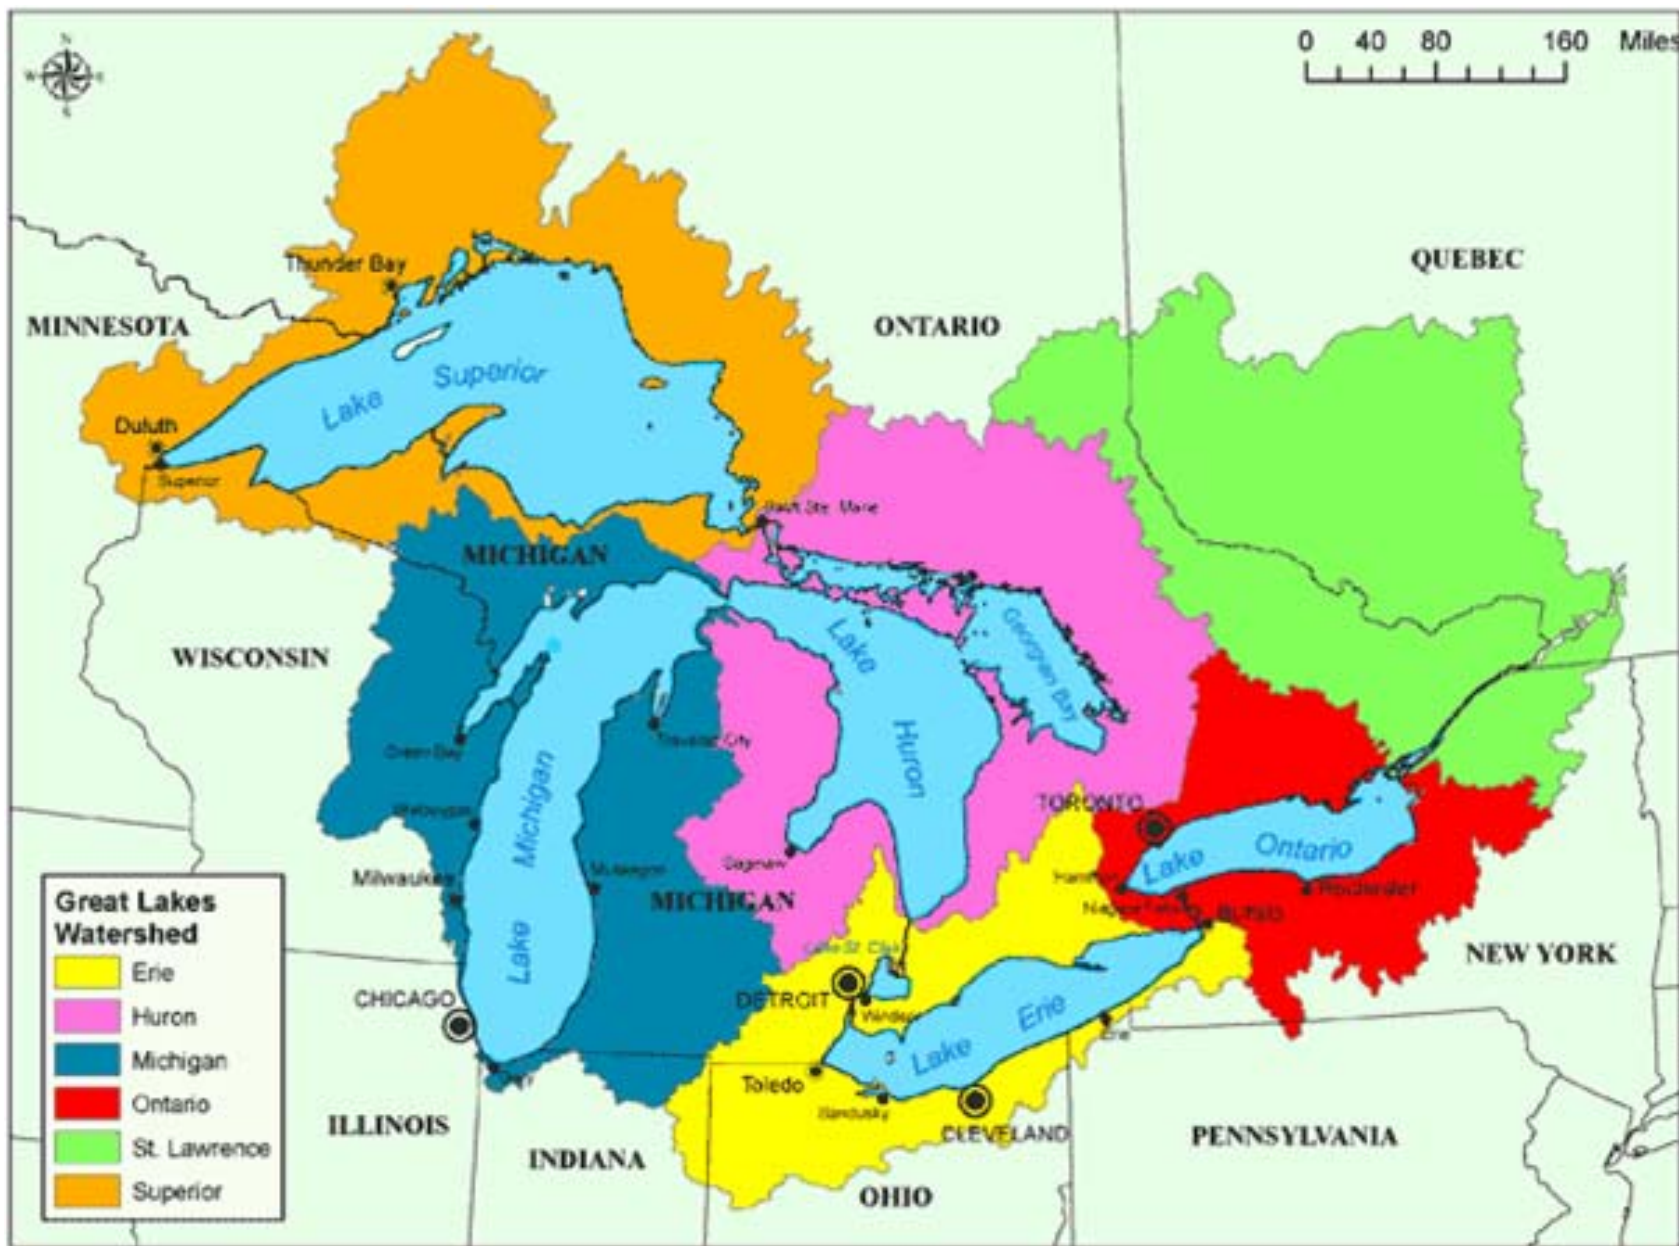 N
W
E
S
0 40 80 160 Miles
QUEBEC
Thunder Bay
MINNESOTA
ONTARIO
Lake Superior
Duluth
Superior
Sault Ste. Marie
MICHIGAN
WISCONSIN
Lake Huron
Georgian Bay
Green Bay
Traverse City
Lake Michigan
TORONTO
Lake Ontario
Milwaukee
Muskegon
Saginaw
MICHIGAN
Hamilton
Rochester
Lake St. Clair
NEW YORK
CHICAGO
DETROIT
Windsor
Lake Erie
Erie
Toledo
Sandusky
CLEVELAND
ILLINOIS
INDIANA
OHIO
PENNSYLVANIA
Great Lakes
Watershed
Erie
Huron
Michigan
Ontario
St. Lawrence
Superior